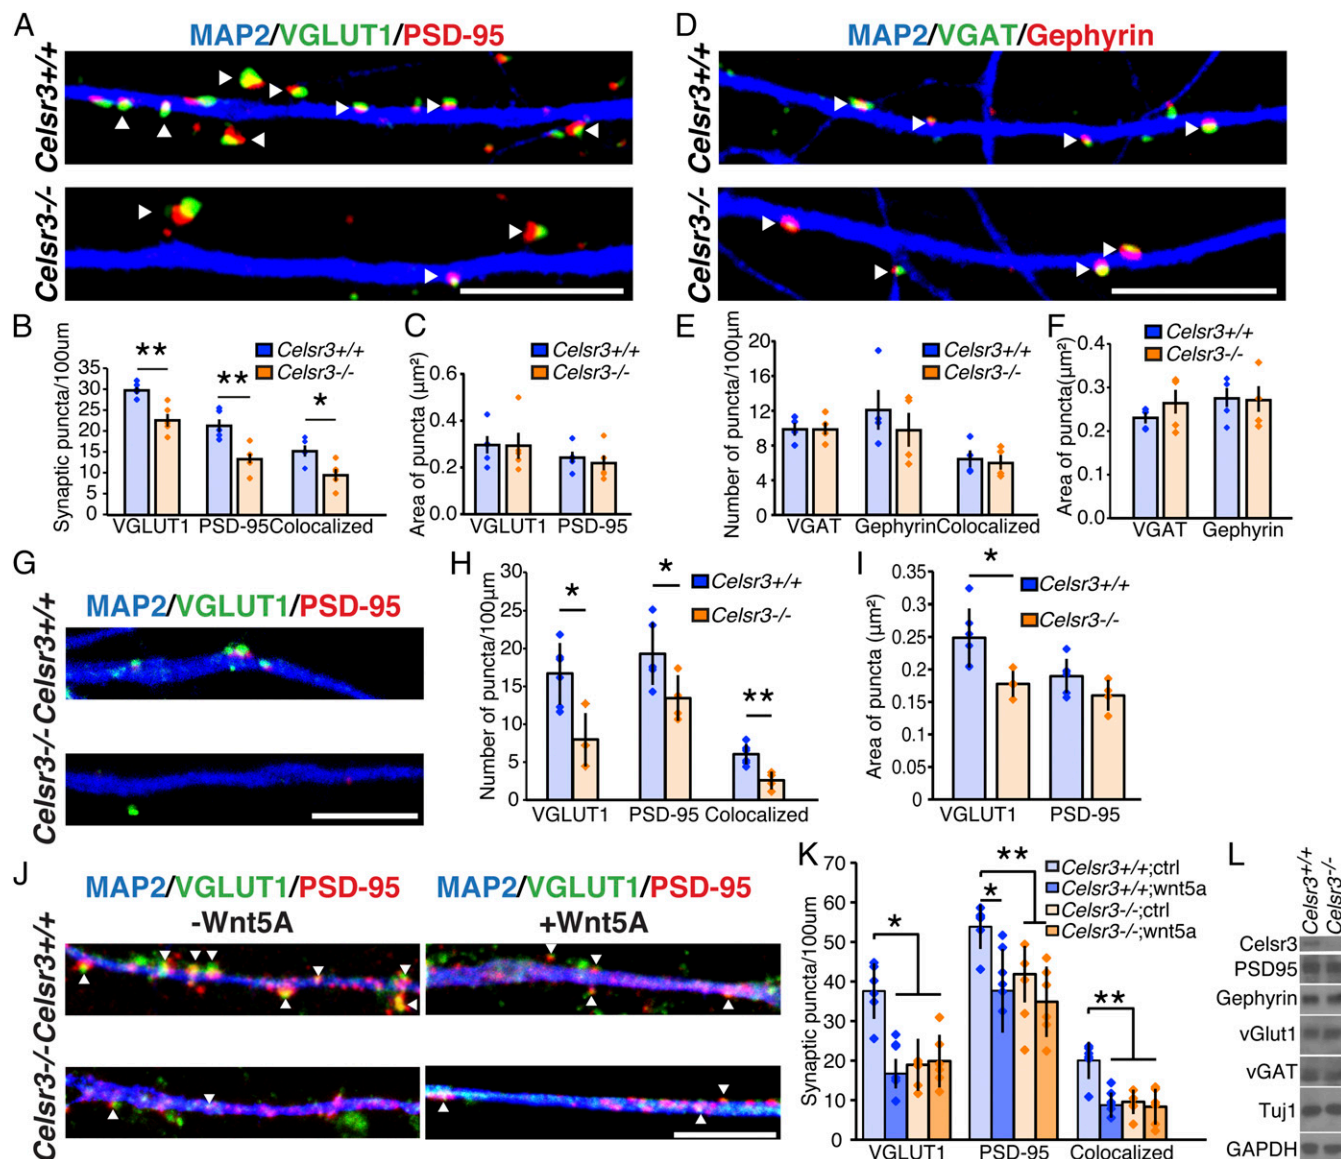 A
MAP2/VGLUT1/PSD-95
Celsr3+/+
Celsr3-/-
D
MAP2/VGAT/Gephyrin
Celsr3+/+
Celsr3-/-
B
Synaptic puncta/100um
35
30
25
20
15
10
5
0
**
**
*
Celsr3+/+
Celsr3-/-
VGLUT1 PSD-95 Colocalized
C
Area of puncta (µm²)
0.6
0.4
0.2
0.0
Celsr3+/+
Celsr3-/-
VGLUT1 PSD-95
E
Number of puncta/100µm
20
16
12
8
4
0
Celsr3+/+
Celsr3-/-
VGAT Gephyrin Colocalized
F
Area of puncta(µm²)
0.4
0.3
0.2
0.1
0.0
Celsr3+/+
Celsr3-/-
VGAT Gephyrin
G
MAP2/VGLUT1/PSD-95
Celsr3+/+
Celsr3-/-
H
Number of puncta/100µm
30
25
20
15
10
5
0
*
*
**
Celsr3+/+
Celsr3-/-
VGLUT1 PSD-95 Colocalized
I
Area of puncta (µm²)
0.35
0.3
0.25
0.2
0.15
0.1
0.05
0
*
Celsr3+/+
Celsr3-/-
VGLUT1 PSD-95
J
MAP2/VGLUT1/PSD-95
-Wnt5A
MAP2/VGLUT1/PSD-95
+Wnt5A
Celsr3+/+
Celsr3-/-
K
Synaptic puncta/100um
70
60
50
40
30
20
10
0
*
**
*
**
Celsr3+/+;ctrl
Celsr3+/+;wnt5a
Celsr3-/-;ctrl
Celsr3-/-;wnt5a
VGLUT1 PSD-95 Colocalized
L
Celsr3+/+
Celsr3-/-
Celsr3
PSD95
Gephyrin
vGlut1
vGAT
Tuj1
GAPDH